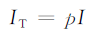 I_T = pI